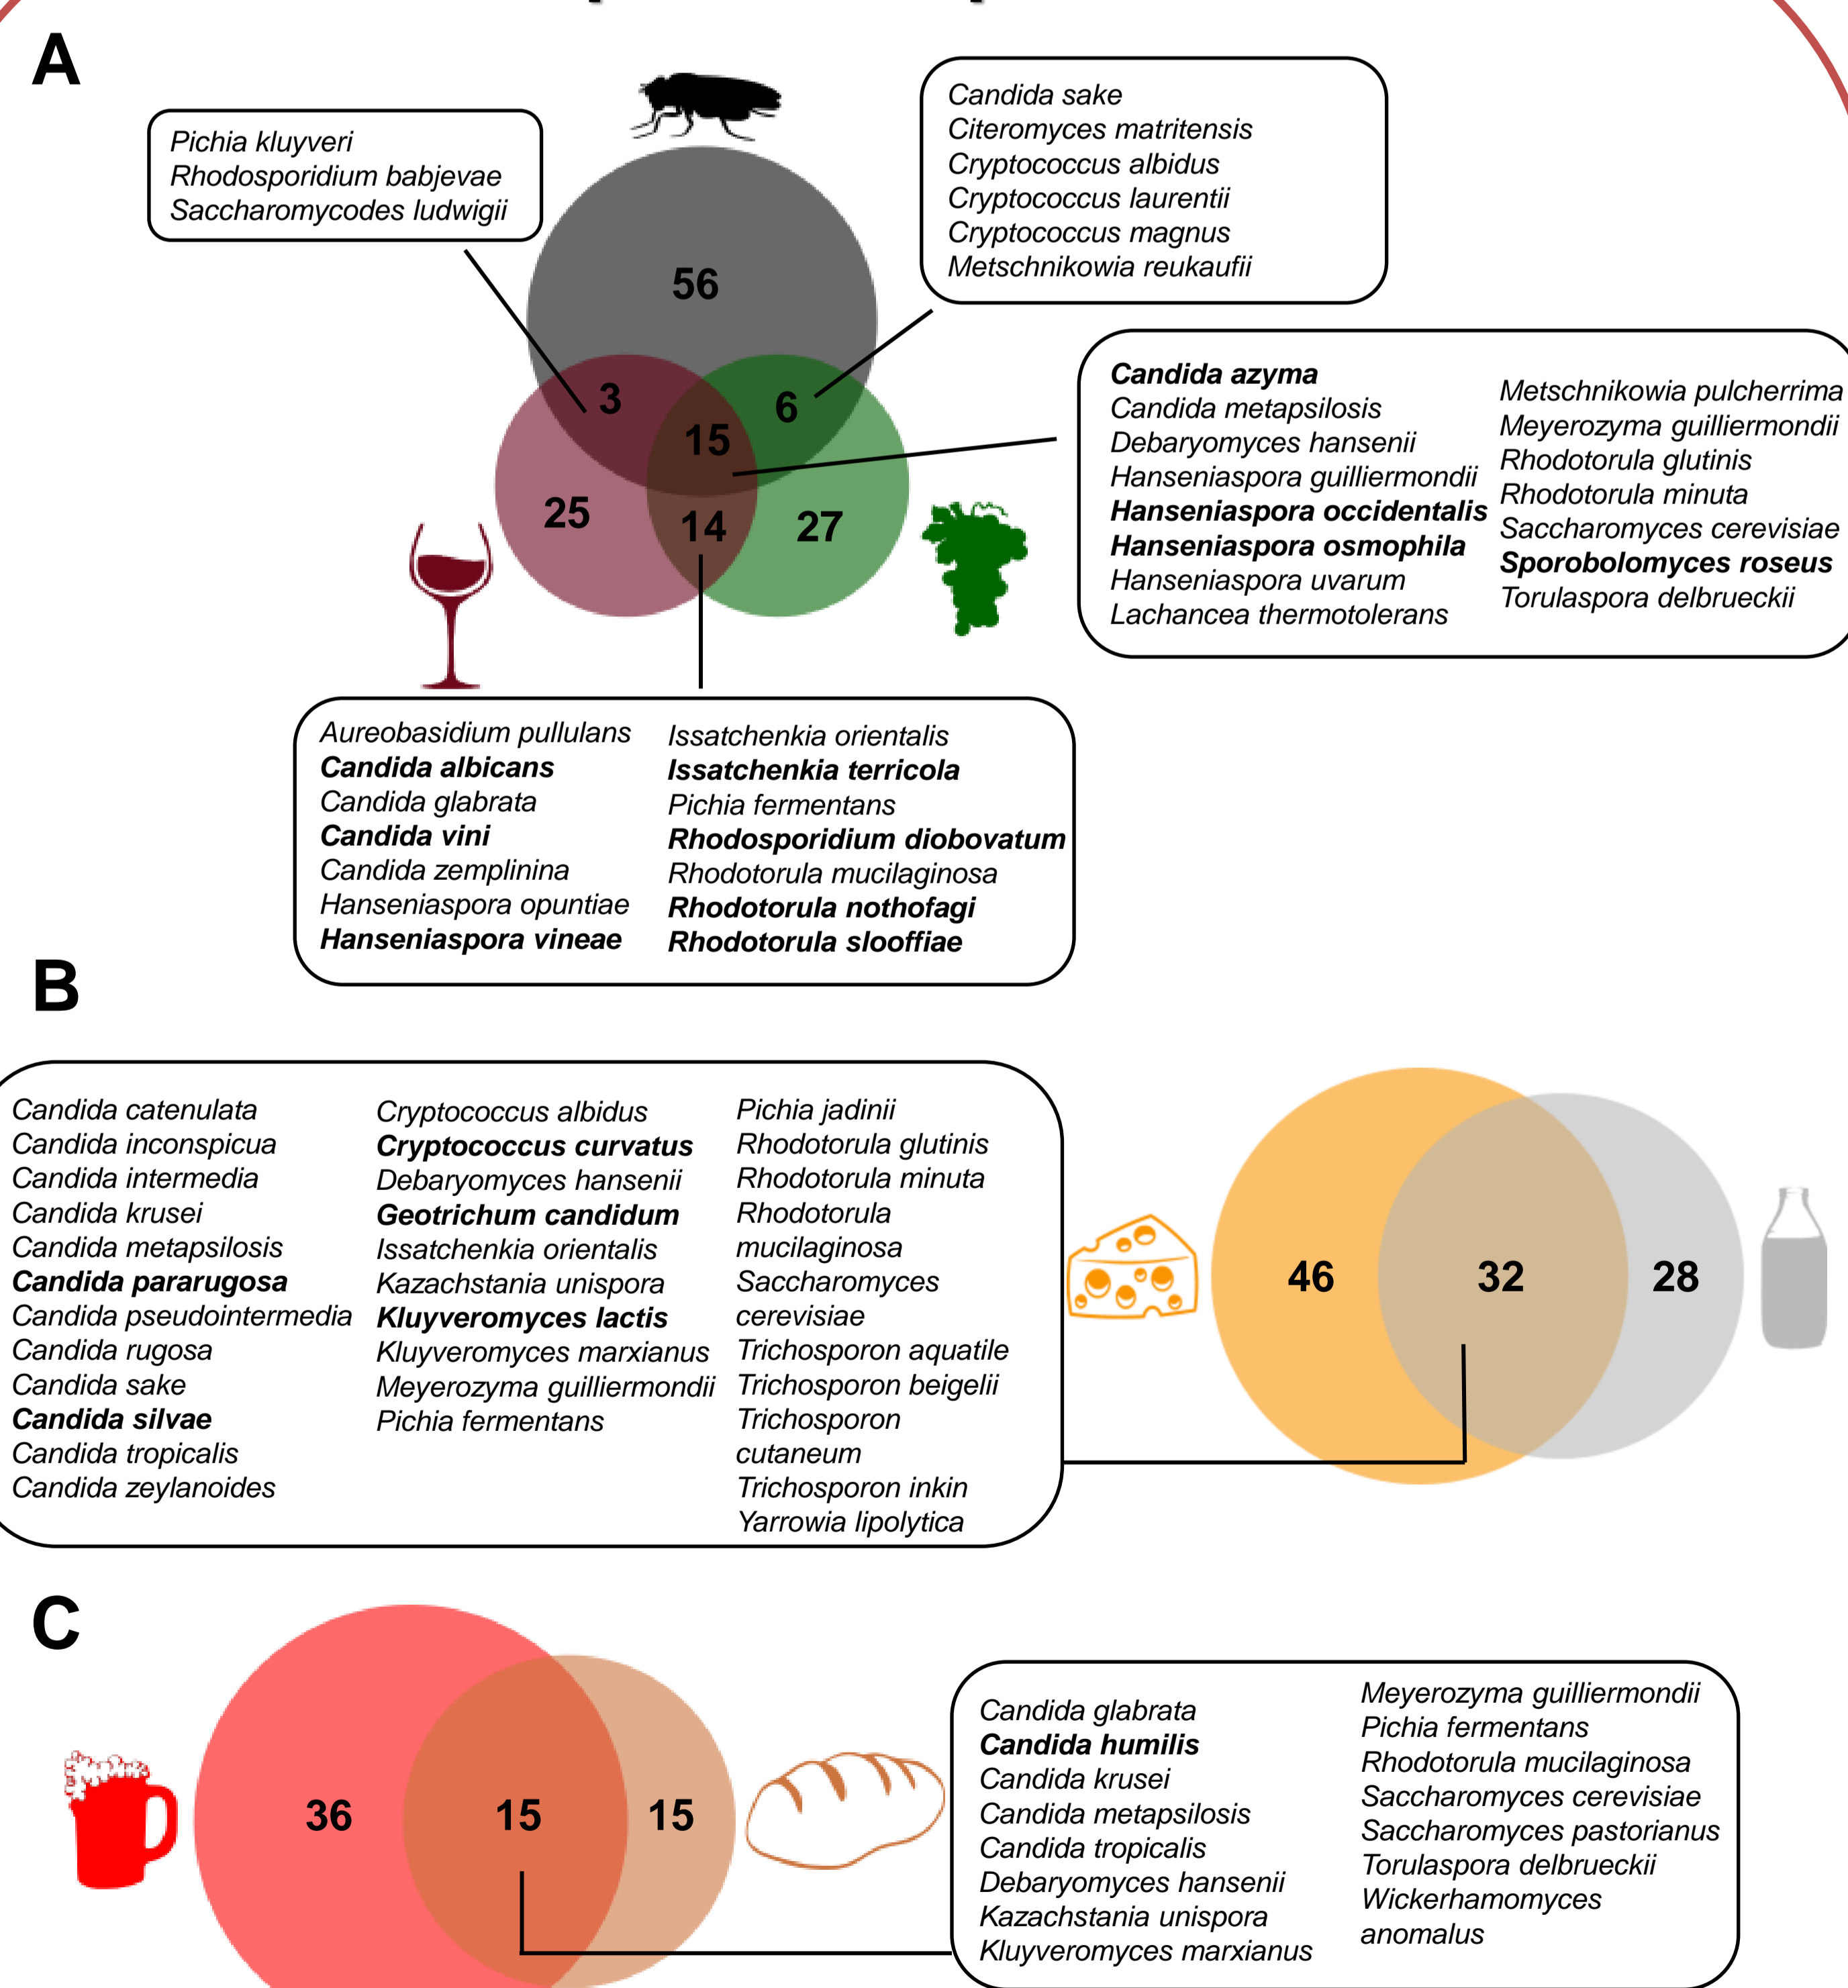 A
Pichia kluyveri
Rhodosporidium babjevae
Saccharomycodes ludwigii
Candida sake
Citeromyces matritensis
Cryptococcus albidus
Cryptococcus laurentii
Cryptococcus magnus
Metschnikowia reukaufii
56
3
6
15
25
14
27
Candida azyma
Candida metapsilosis
Debaryomyces hansenii
Hanseniaspora guilliermondii
Hanseniaspora occidentalis
Hanseniaspora osmophila
Hanseniaspora uvarum
Lachancea thermotolerans
Metschnikowia pulcherrima
Meyerozyma guilliermondii
Rhodotorula glutinis
Rhodotorula minuta
Saccharomyces cerevisiae
Sporobolomyces roseus
Torulaspora delbrueckii
Aureobasidium pullulans
Candida albicans
Candida glabrata
Candida vini
Candida zemplinina
Hanseniaspora opuntiae
Hanseniaspora vineae
Issatchenkia orientalis
Issatchenkia terricola
Pichia fermentans
Rhodosporidium diobovatum
Rhodotorula mucilaginosa
Rhodotorula nothofagi
Rhodotorula slooffiae
B
Candida catenulata
Candida inconspicua
Candida intermedia
Candida krusei
Candida metapsilosis
Candida pararugosa
Candida pseudointermedia
Candida rugosa
Candida sake
Candida silvae
Candida tropicalis
Candida zeylanoides
Cryptococcus albidus
Cryptococcus curvatus
Debaryomyces hansenii
Geotrichum candidum
Issatchenkia orientalis
Kazachstania unispora
Kluyveromyces lactis
Kluyveromyces marxianus
Meyerozyma guilliermondii
Pichia fermentans
Pichia jadinii
Rhodotorula glutinis
Rhodotorula minuta
Rhodotorula
mucilaginosa
Saccharomyces
cerevisiae
Trichosporon aquatile
Trichosporon beigelii
Trichosporon
cutaneum
Trichosporon inkin
Yarrowia lipolytica
46
32
28
C
36
15
15
Candida glabrata
Candida humilis
Candida krusei
Candida metapsilosis
Candida tropicalis
Debaryomyces hansenii
Kazachstania unispora
Kluyveromyces marxianus
Meyerozyma guilliermondii
Pichia fermentans
Rhodotorula mucilaginosa
Saccharomyces cerevisiae
Saccharomyces pastorianus
Torulaspora delbrueckii
Wickerhamomyces
anomalus